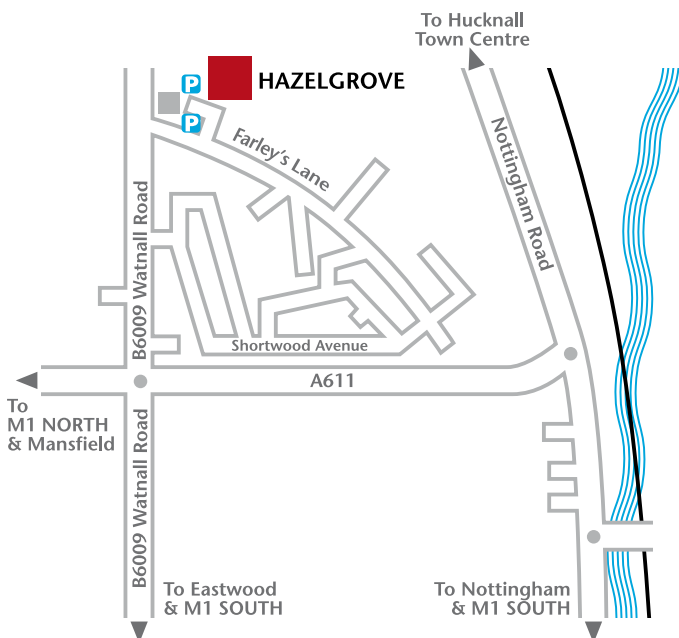 To Hucknall
Town Centre
P
HAZELGROVE
P
Farley's Lane
Nottingham Road
B6009 Watnall Road
Shortwood Avenue
A611
To
M1 NORTH
& Mansfield
B6009 Watnall Road
To Eastwood
& M1 SOUTH
To Nottingham
& M1 SOUTH